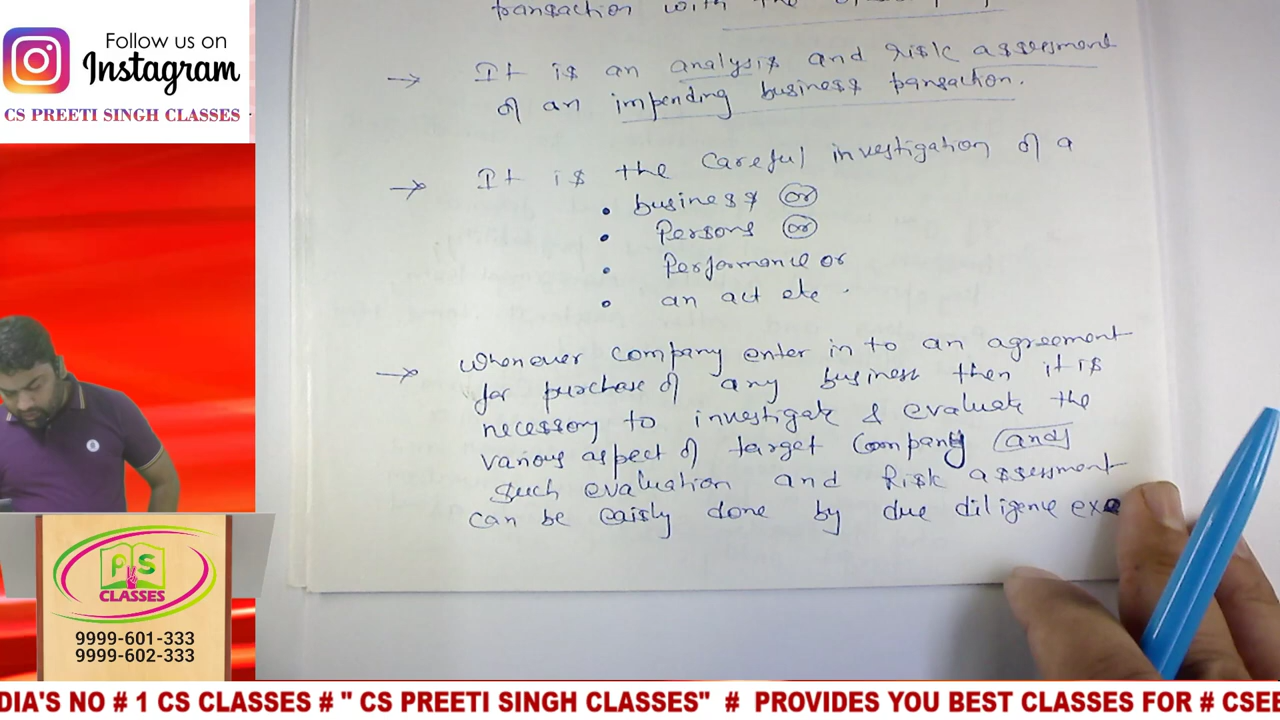 Follow us on
Instagram
CS PREETI SINGH CLASSES
transaction with the
→ It is an analysis and risk assessment
of an impending business transaction.
→ It is the careful investigation of a
• business or
• Persons or
• Performance or
• an act etc.
→ Whenever company enter in to an agreement
for purchase of any business then it is
necessary to investigate & evaluate the
various aspect of target company and
such evaluation and Risk assessment
can be easily done by due diligence exe
PS
CLASSES
9999-601-333
9999-602-333
DIA'S NO # 1 CS CLASSES # " CS PREETI SINGH CLASSES" # PROVIDES YOU BEST CLASSES FOR # CSEE